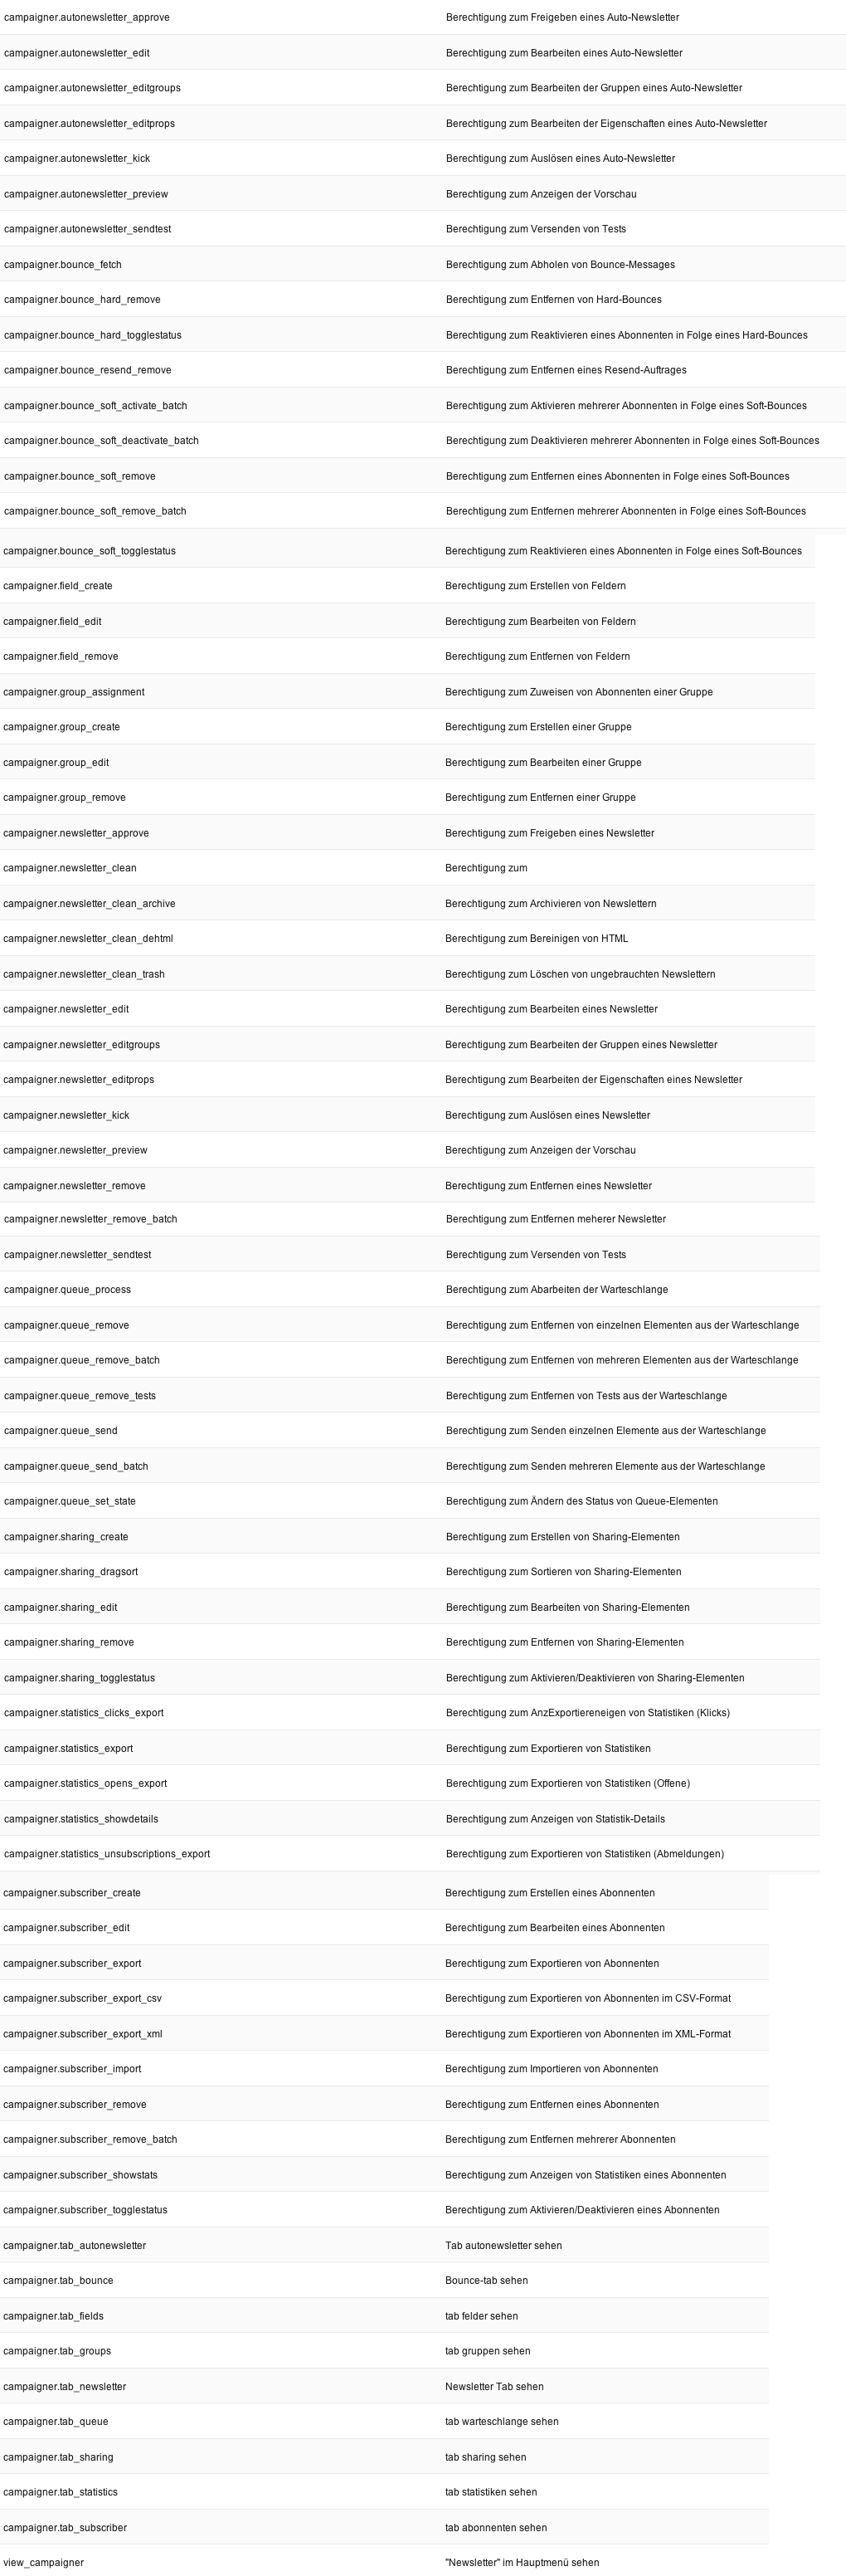 campaigner.autonewsletter_approve Berechtigung zum Freigeben eines Auto-Newsletter
campaigner.autonewsletter_edit Berechtigung zum Bearbeiten eines Auto-Newsletter
campaigner.autonewsletter_editgroups Berechtigung zum Bearbeiten der Gruppen eines Auto-Newsletter
campaigner.autonewsletter_editprops Berechtigung zum Bearbeiten der Eigenschaften eines Auto-Newsletter
campaigner.autonewsletter_kick Berechtigung zum Auslösen eines Auto-Newsletter
campaigner.autonewsletter_preview Berechtigung zum Anzeigen der Vorschau
campaigner.autonewsletter_sendtest Berechtigung zum Versenden von Tests
campaigner.bounce_fetch Berechtigung zum Abholen von Bounce-Messages
campaigner.bounce_hard_remove Berechtigung zum Entfernen von Hard-Bounces
campaigner.bounce_hard_togglestatus Berechtigung zum Reaktivieren eines Abonnenten in Folge eines Hard-Bounces
campaigner.bounce_resend_remove Berechtigung zum Entfernen eines Resend-Auftrages
campaigner.bounce_soft_activate_batch Berechtigung zum Aktivieren mehrerer Abonnenten in Folge eines Soft-Bounces
campaigner.bounce_soft_deactivate_batch Berechtigung zum Deaktivieren mehrerer Abonnenten in Folge eines Soft-Bounces
campaigner.bounce_soft_remove Berechtigung zum Entfernen eines Abonnenten in Folge eines Soft-Bounces
campaigner.bounce_soft_remove_batch Berechtigung zum Entfernen mehrerer Abonnenten in Folge eines Soft-Bounces
campaigner.bounce_soft_togglestatus Berechtigung zum Reaktivieren eines Abonnenten in Folge eines Soft-Bounces
campaigner.field_create Berechtigung zum Erstellen von Feldern
campaigner.field_edit Berechtigung zum Bearbeiten von Feldern
campaigner.field_remove Berechtigung zum Entfernen von Feldern
campaigner.group_assignment Berechtigung zum Zuweisen von Abonnenten einer Gruppe
campaigner.group_create Berechtigung zum Erstellen einer Gruppe
campaigner.group_edit Berechtigung zum Bearbeiten einer Gruppe
campaigner.group_remove Berechtigung zum Entfernen einer Gruppe
campaigner.newsletter_approve Berechtigung zum Freigeben eines Newsletter
campaigner.newsletter_clean Berechtigung zum
campaigner.newsletter_clean_archive Berechtigung zum Archivieren von Newslettern
campaigner.newsletter_clean_dehtml Berechtigung zum Bereinigen von HTML
campaigner.newsletter_clean_trash Berechtigung zum Löschen von ungebrauchten Newslettern
campaigner.newsletter_edit Berechtigung zum Bearbeiten eines Newsletter
campaigner.newsletter_editgroups Berechtigung zum Bearbeiten der Gruppen eines Newsletter
campaigner.newsletter_editprops Berechtigung zum Bearbeiten der Eigenschaften eines Newsletter
campaigner.newsletter_kick Berechtigung zum Auslösen eines Newsletter
campaigner.newsletter_preview Berechtigung zum Anzeigen der Vorschau
campaigner.newsletter_remove Berechtigung zum Entfernen eines Newsletter
campaigner.newsletter_remove_batch Berechtigung zum Entfernen meherer Newsletter
campaigner.newsletter_sendtest Berechtigung zum Versenden von Tests
campaigner.queue_process Berechtigung zum Abarbeiten der Warteschlange
campaigner.queue_remove Berechtigung zum Entfernen von einzelnen Elementen aus der Warteschlange
campaigner.queue_remove_batch Berechtigung zum Entfernen von mehreren Elementen aus der Warteschlange
campaigner.queue_remove_tests Berechtigung zum Entfernen von Tests aus der Warteschlange
campaigner.queue_send Berechtigung zum Senden einzelnen Elemente aus der Warteschlange
campaigner.queue_send_batch Berechtigung zum Senden mehreren Elemente aus der Warteschlange
campaigner.queue_set_state Berechtigung zum Ändern des Status von Queue-Elementen
campaigner.sharing_create Berechtigung zum Erstellen von Sharing-Elementen
campaigner.sharing_dragsort Berechtigung zum Sortieren von Sharing-Elementen
campaigner.sharing_edit Berechtigung zum Bearbeiten von Sharing-Elementen
campaigner.sharing_remove Berechtigung zum Entfernen von Sharing-Elementen
campaigner.sharing_togglestatus Berechtigung zum Aktivieren/Deaktivieren von Sharing-Elementen
campaigner.statistics_clicks_export Berechtigung zum AnzExportiereneigen von Statistiken (Klicks)
campaigner.statistics_export Berechtigung zum Exportieren von Statistiken
campaigner.statistics_opens_export Berechtigung zum Exportieren von Statistiken (Offene)
campaigner.statistics_showdetails Berechtigung zum Anzeigen von Statistik-Details
campaigner.statistics_unsubscriptions_export Berechtigung zum Exportieren von Statistiken (Abmeldungen)
campaigner.subscriber_create Berechtigung zum Erstellen eines Abonnenten
campaigner.subscriber_edit Berechtigung zum Bearbeiten eines Abonnenten
campaigner.subscriber_export Berechtigung zum Exportieren von Abonnenten
campaigner.subscriber_export_csv Berechtigung zum Exportieren von Abonnenten im CSV-Format
campaigner.subscriber_export_xml Berechtigung zum Exportieren von Abonnenten im XML-Format
campaigner.subscriber_import Berechtigung zum Importieren von Abonnenten
campaigner.subscriber_remove Berechtigung zum Entfernen eines Abonnenten
campaigner.subscriber_remove_batch Berechtigung zum Entfernen mehrerer Abonnenten
campaigner.subscriber_showstats Berechtigung zum Anzeigen von Statistiken eines Abonnenten
campaigner.subscriber_togglestatus Berechtigung zum Aktivieren/Deaktivieren eines Abonnenten
campaigner.tab_autonewsletter Tab autonewsletter sehen
campaigner.tab_bounce Bounce-tab sehen
campaigner.tab_fields tab felder sehen
campaigner.tab_groups tab gruppen sehen
campaigner.tab_newsletter Newsletter Tab sehen
campaigner.tab_queue tab warteschlange sehen
campaigner.tab_sharing tab sharing sehen
campaigner.tab_statistics tab statistiken sehen
campaigner.tab_subscriber tab abonnenten sehen
view_campaigner "Newsletter" im Hauptmenü sehen